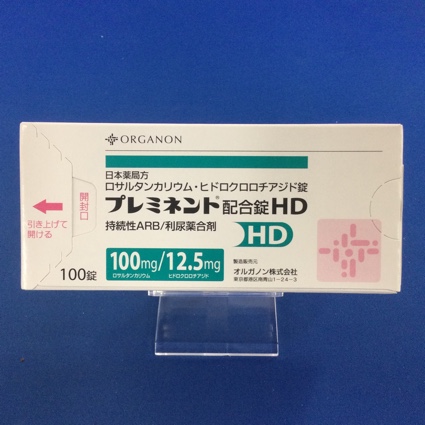 ORGANON
日本薬局方
ロサルタンカリウム・ヒドロクロロチアジド錠
プレミネント®配合錠HD
持続性ARB/利尿薬合剤
HD
100mg/12.5mg
ロサルタンカリウム ヒドロクロロチアジド
製造販売元
オルガノン株式会社
東京都港区南青山1-24-3
開封口
引き上げて
開ける
100錠